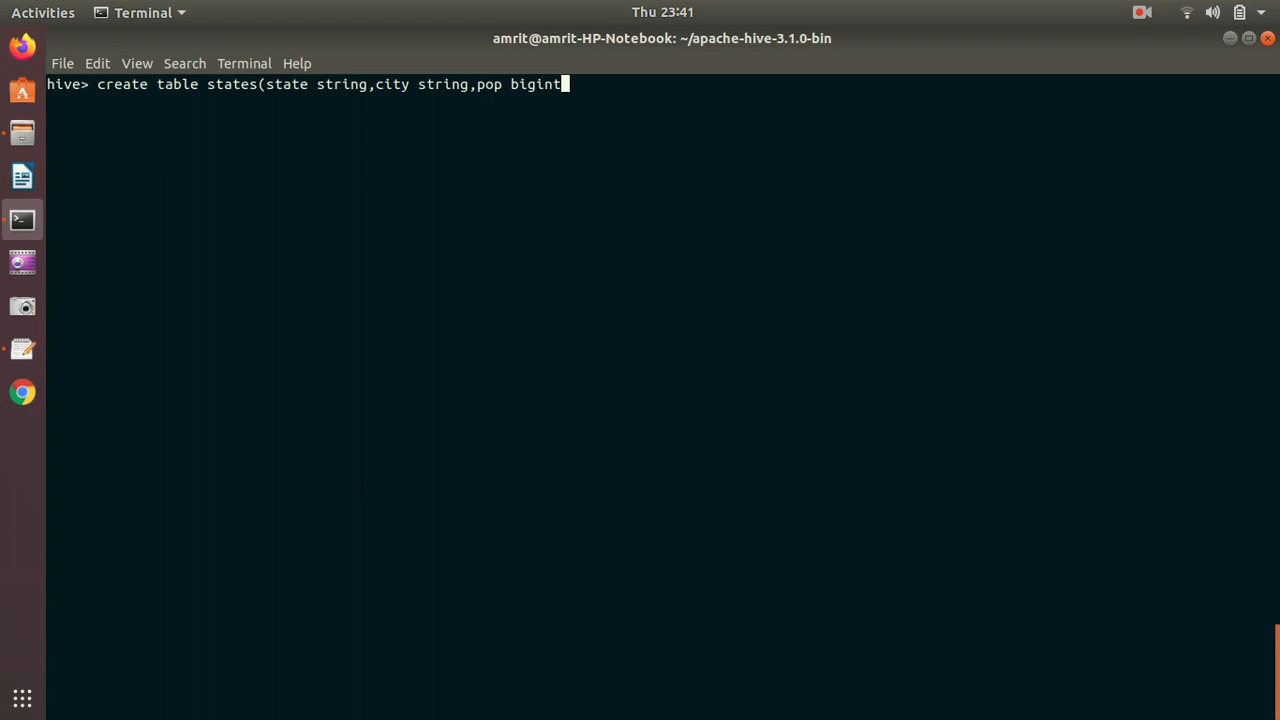 Activities Terminal Thu 23:41
amrit@amrit-HP-Notebook: ~/apache-hive-3.1.0-bin
File Edit View Search Terminal Help
hive> create table states(state string,city string,pop bigint